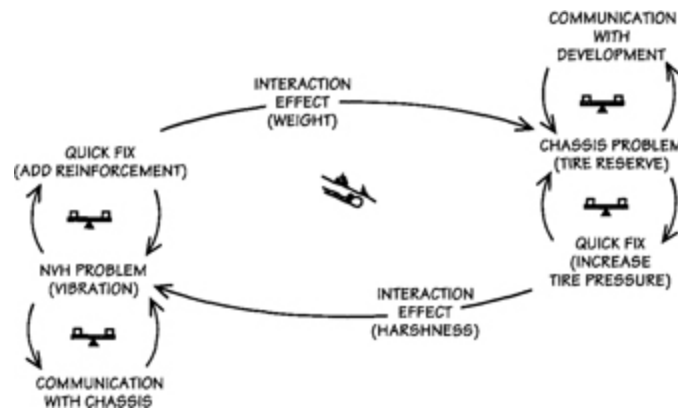 COMMUNICATION
WITH
DEVELOPMENT
INTERACTION
EFFECT
(WEIGHT)
QUICK FIX
(ADD REINFORCEMENT)
CHASSIS PROBLEM
(TIRE RESERVE)
NVH PROBLEM
(VIBRATION)
QUICK FIX
(INCREASE
TIRE PRESSURE)
INTERACTION
EFFECT
(HARSHNESS)
COMMUNICATION
WITH CHASSIS